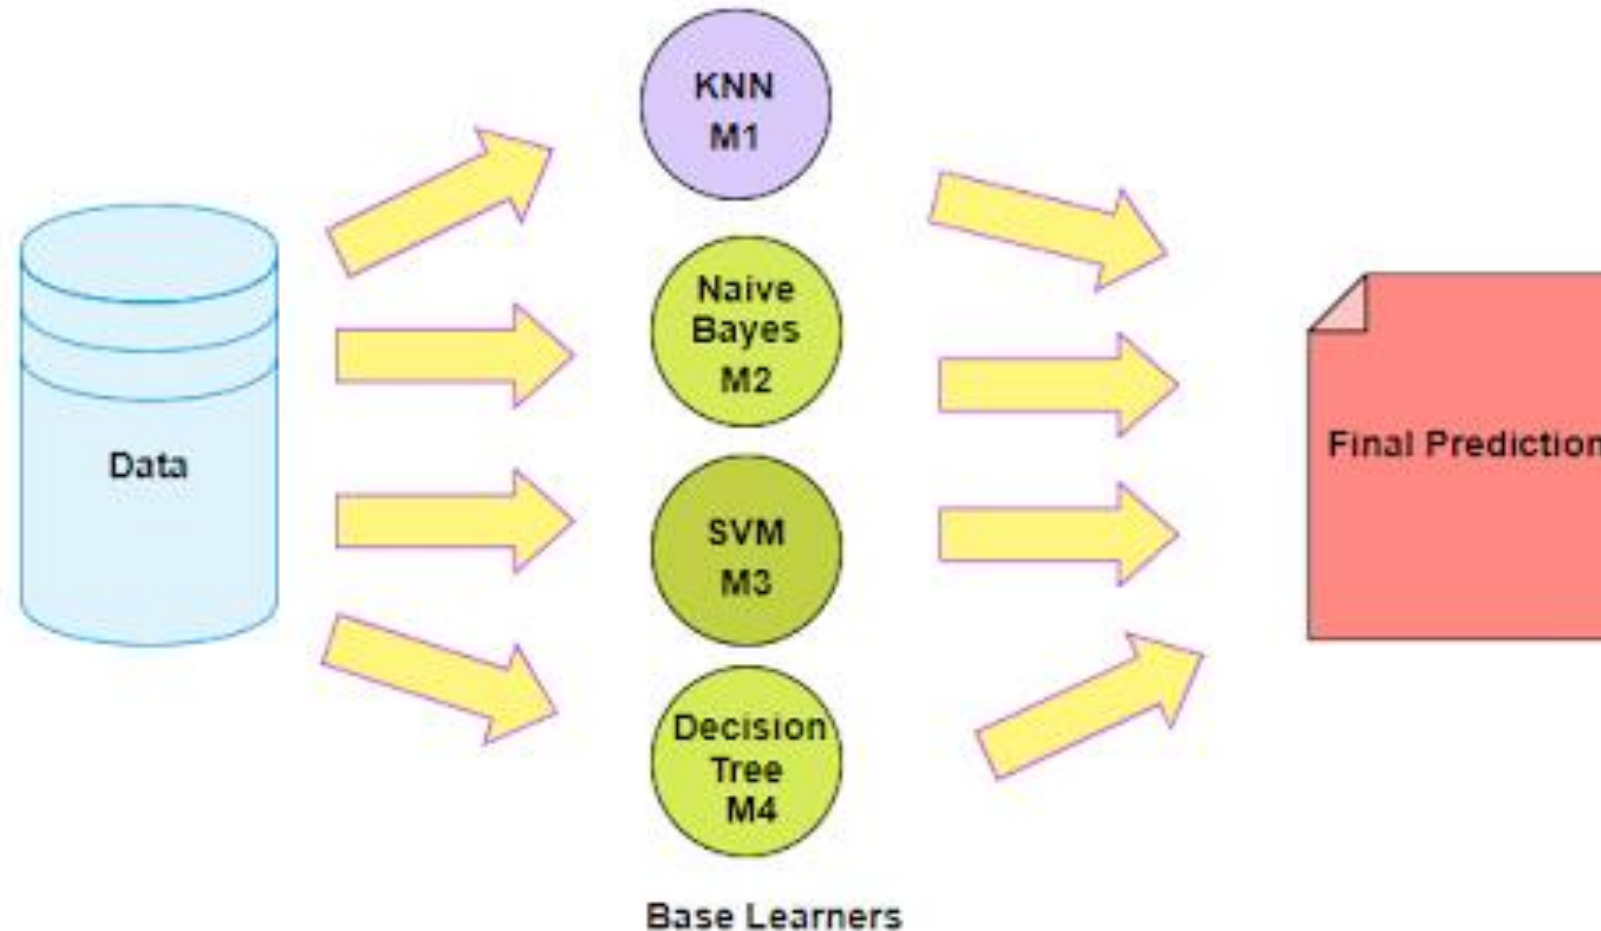 KNN
M1
Naive
Bayes
M2
Data
SVM
M3
Final Prediction
Decision
Tree
M4
Base Learners